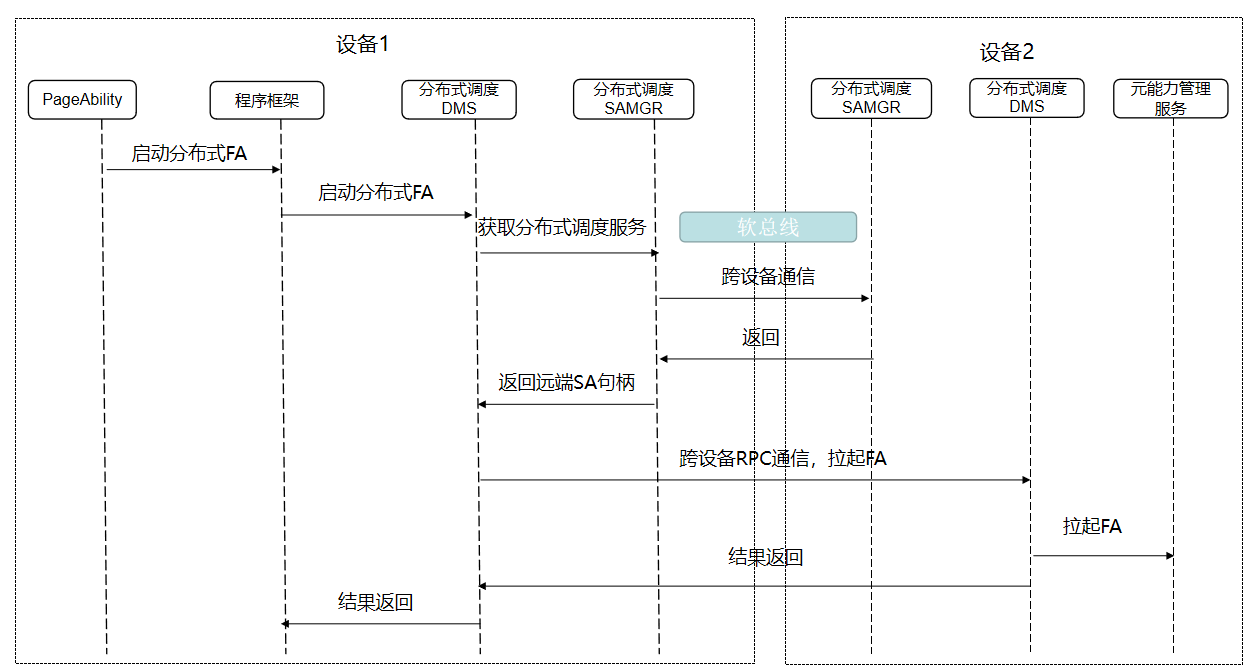 设备1
设备2
PageAbility
程序框架
分布式调度
DMS
分布式调度
SAMGR
分布式调度
SAMGR
分布式调度
DMS
元能力管理
服务
启动分布式FA
启动分布式FA
获取分布式调度服务
软总线
跨设备通信
返回
返回远端SA句柄
跨设备RPC通信，拉起FA
拉起FA
结果返回
结果返回